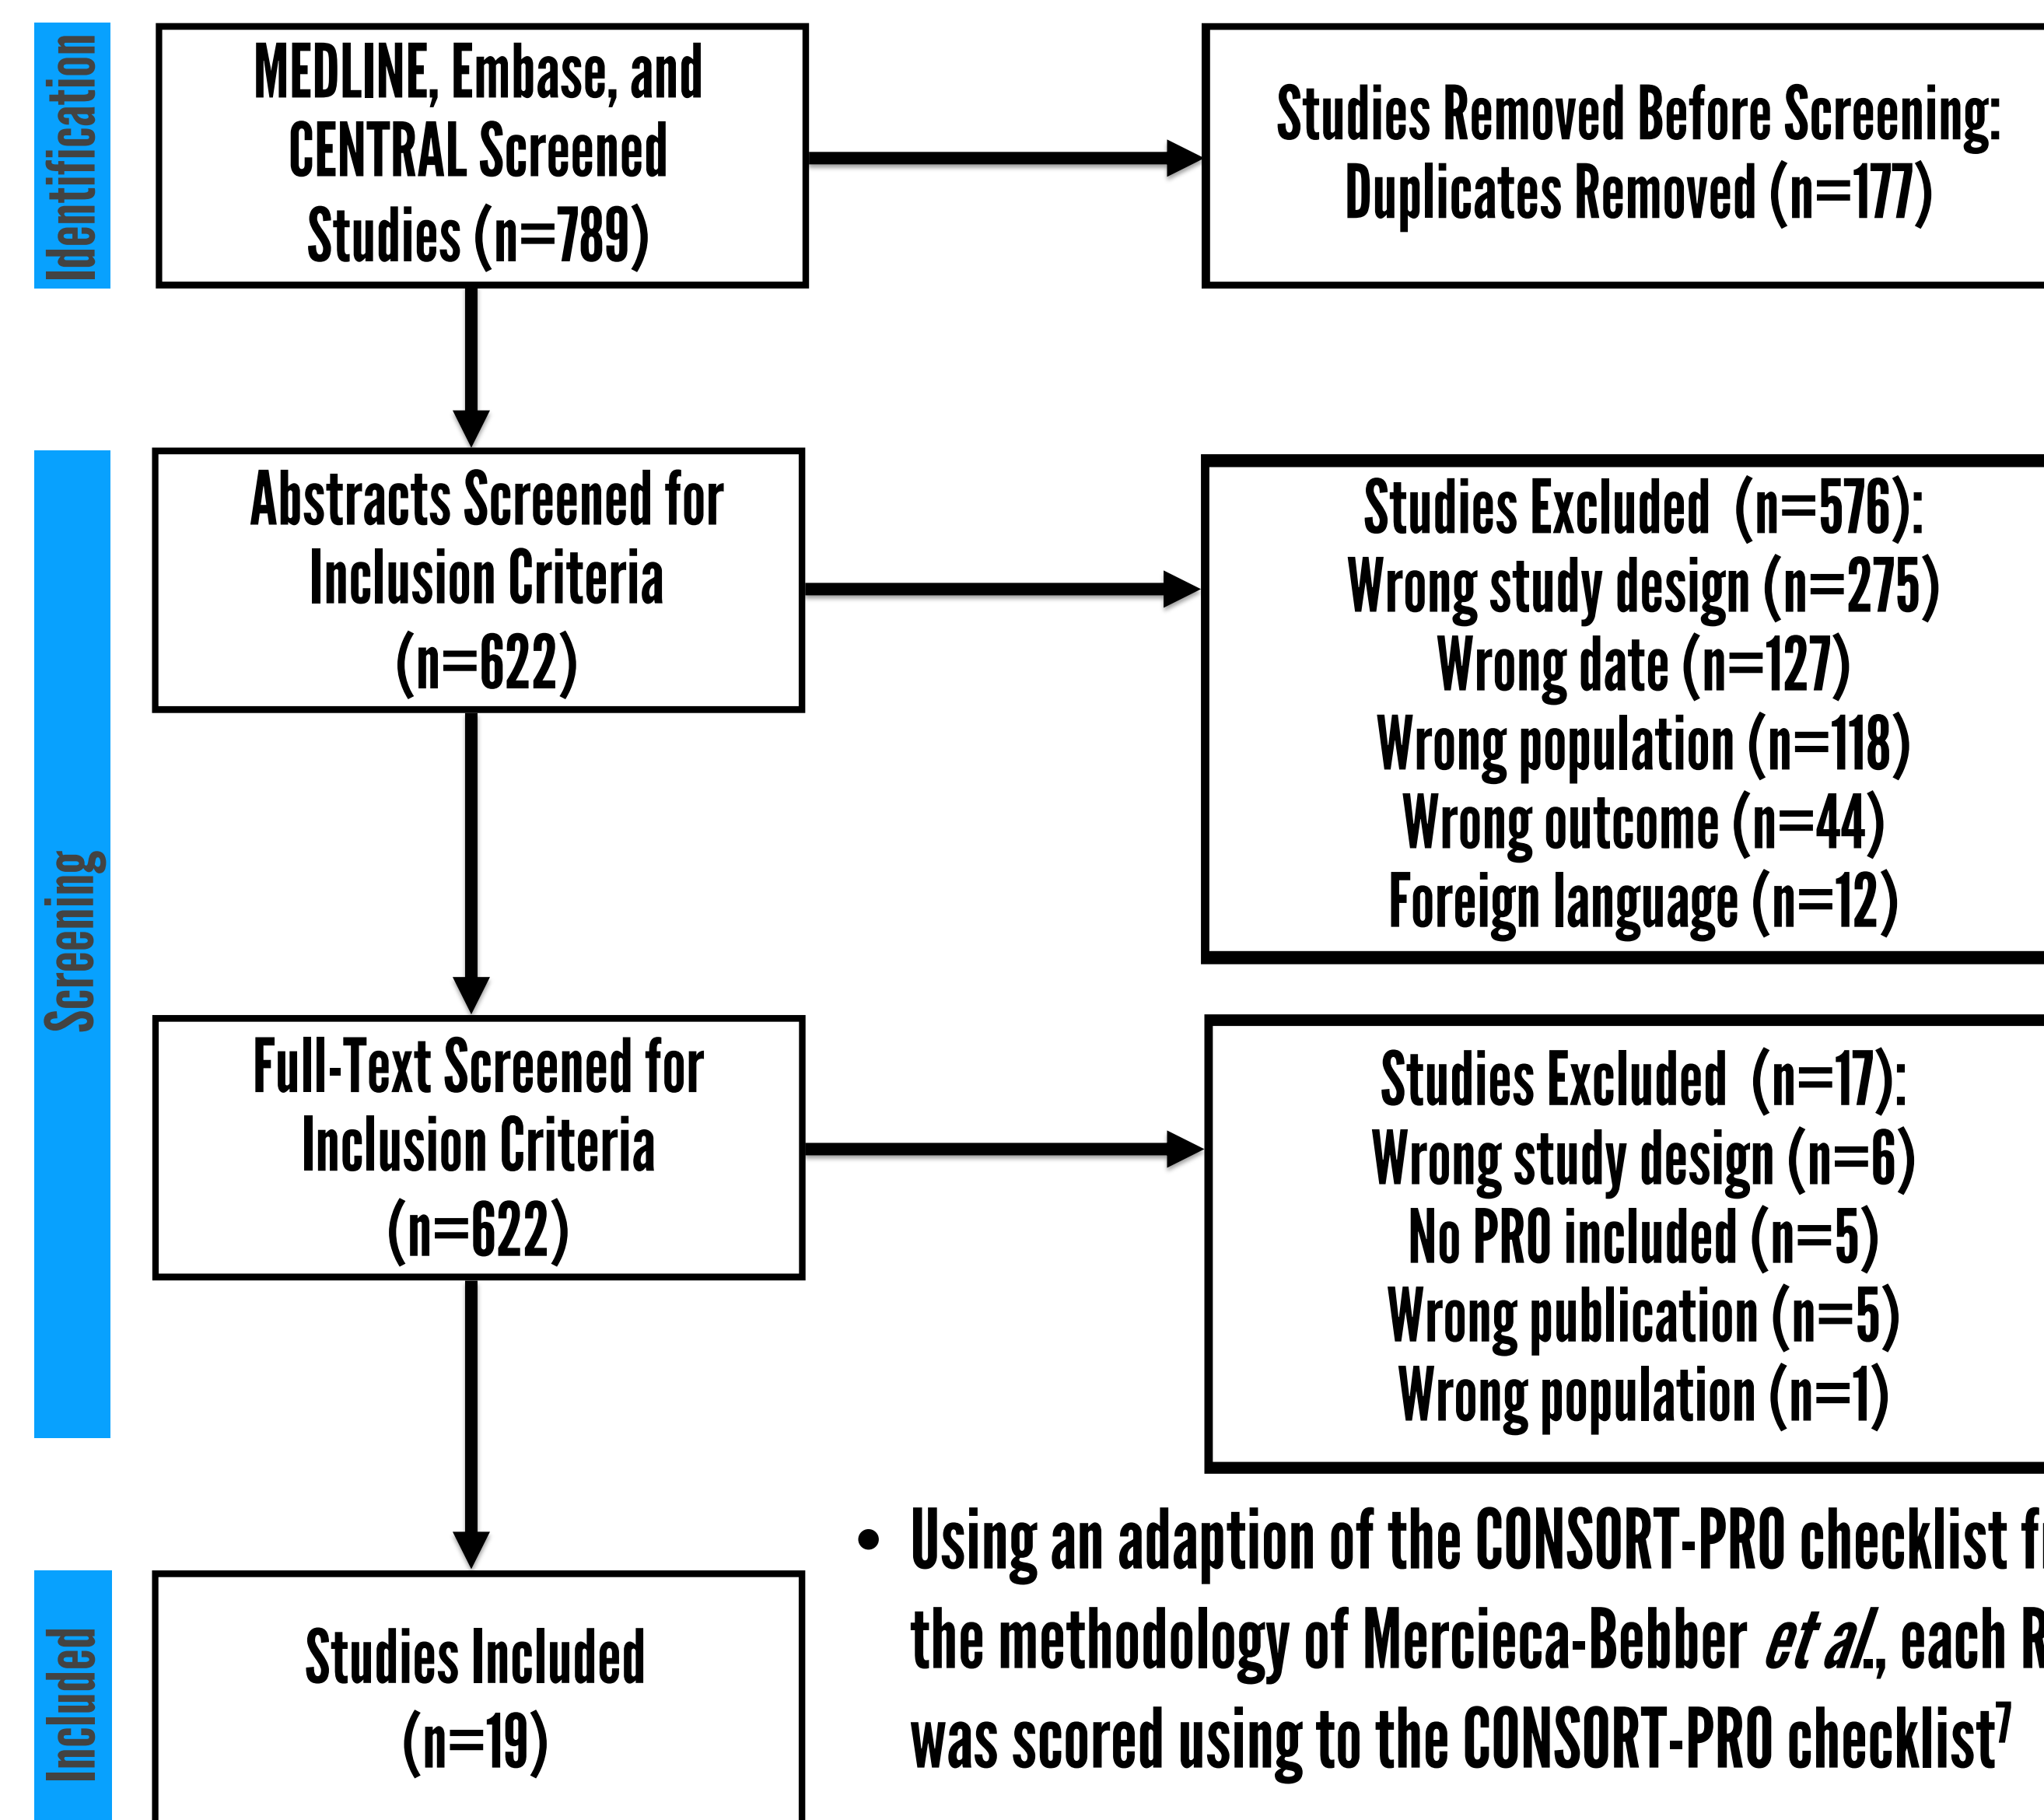 Identification
MEDLINE, Embase, and
CENTRAL Screened
Studies (n=789)
Studies Removed Before Screening:
Duplicates Removed (n=177)
Screening
Abstracts Screened for
Inclusion Criteria
(n=622)
Studies Excluded (n=576):
Wrong study design (n=275)
Wrong date (n=127)
Wrong population (n=118)
Wrong outcome (n=44)
Foreign language (n=12)
Full-Text Screened for
Inclusion Criteria
(n=622)
Studies Excluded (n=17):
Wrong study design (n=6)
No PRO included (n=5)
Wrong publication (n=5)
Wrong population (n=1)
Included
Studies Included
(n=19)
• Using an adaption of the CONSORT-PRO checklist
the methodology of Mercieca-Bebber et al., each
was scored using to the CONSORT-PRO checklist⁷